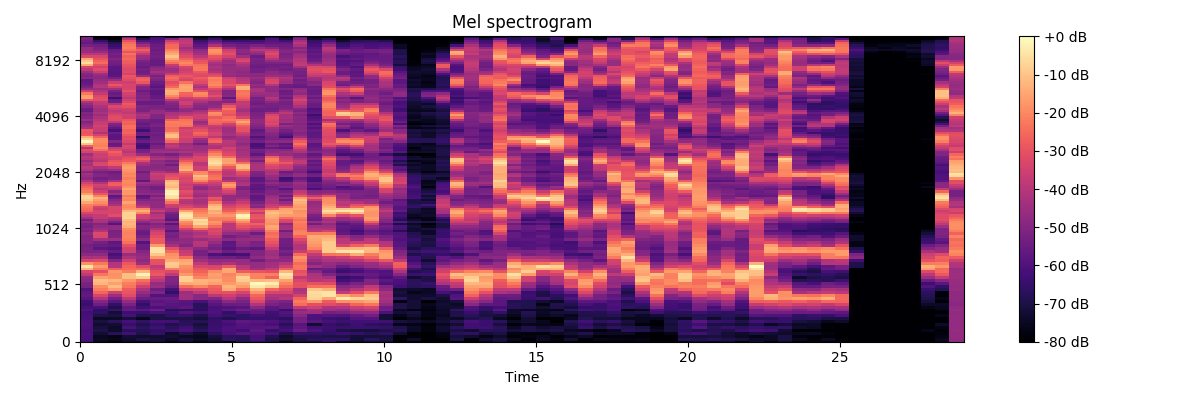 Mel spectrogram
8192
4096
2048
1024
512
0
Hz
0 5 10 15 20 25
Time
+0 dB
-10 dB
-20 dB
-30 dB
-40 dB
-50 dB
-60 dB
-70 dB
-80 dB